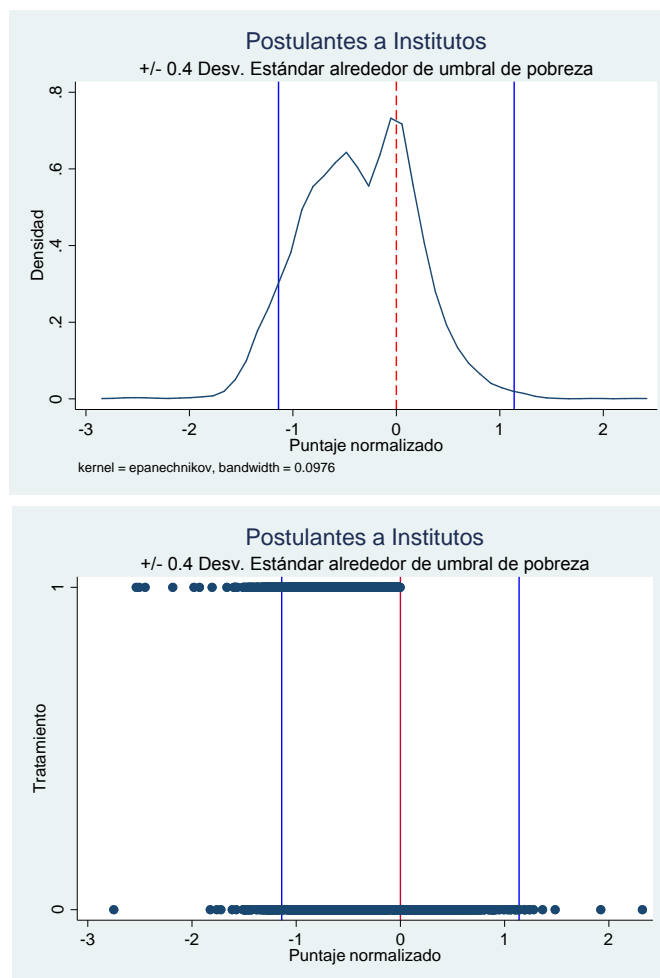 Postulantes a Institutos
+/- 0.4 Desv. Estándar alrededor de umbral de pobreza
Densidad
.8
.6
.4
.2
0
-3 -2 -1 0 1 2
Puntaje normalizado
kernel = epanechnikov, bandwidth = 0.0976
Postulantes a Institutos
+/- 0.4 Desv. Estándar alrededor de umbral de pobreza
Tratamiento
1
0
-3 -2 -1 0 1 2
Puntaje normalizado